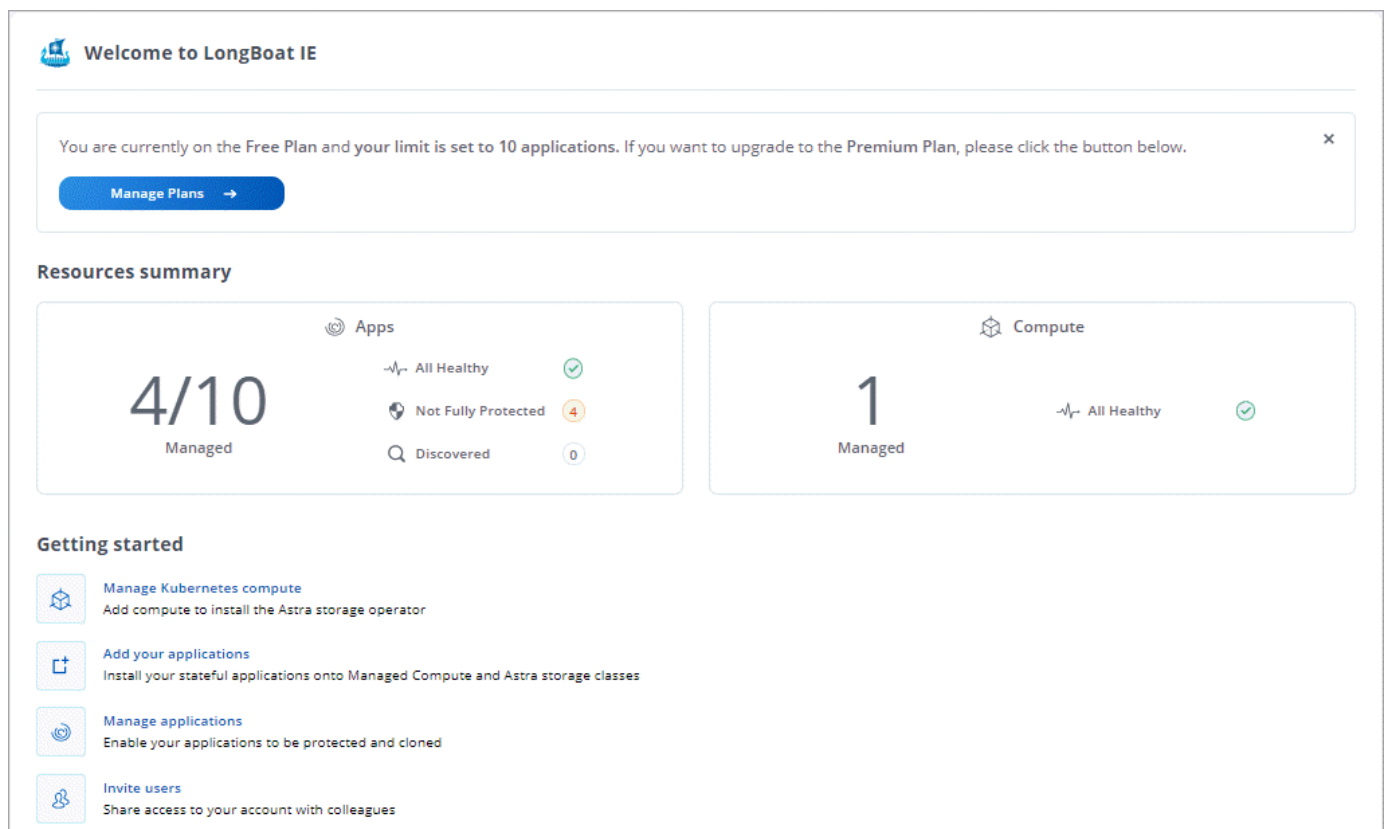 Welcome to LongBoat IE
You are currently on the Free Plan and your limit is set to 10 applications. If you want to upgrade to the Premium Plan, please click the button below.
Manage Plans →
Resources summary
Apps
4/10
Managed
All Healthy
Not Fully Protected 4
Discovered 0
Compute
1
Managed
All Healthy
Getting started
Manage Kubernetes compute
Add compute to install the Astra storage operator
Add your applications
Install your stateful applications onto Managed Compute and Astra storage classes
Manage applications
Enable your applications to be protected and cloned
Invite users
Share access to your account with colleagues